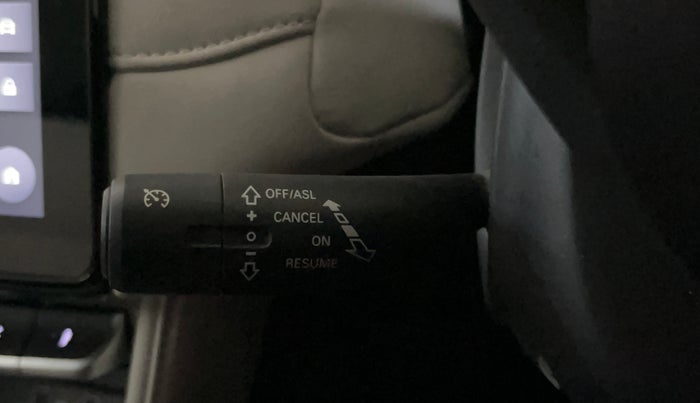 OFF/ASL
+ CANCEL
ON
- RESUME